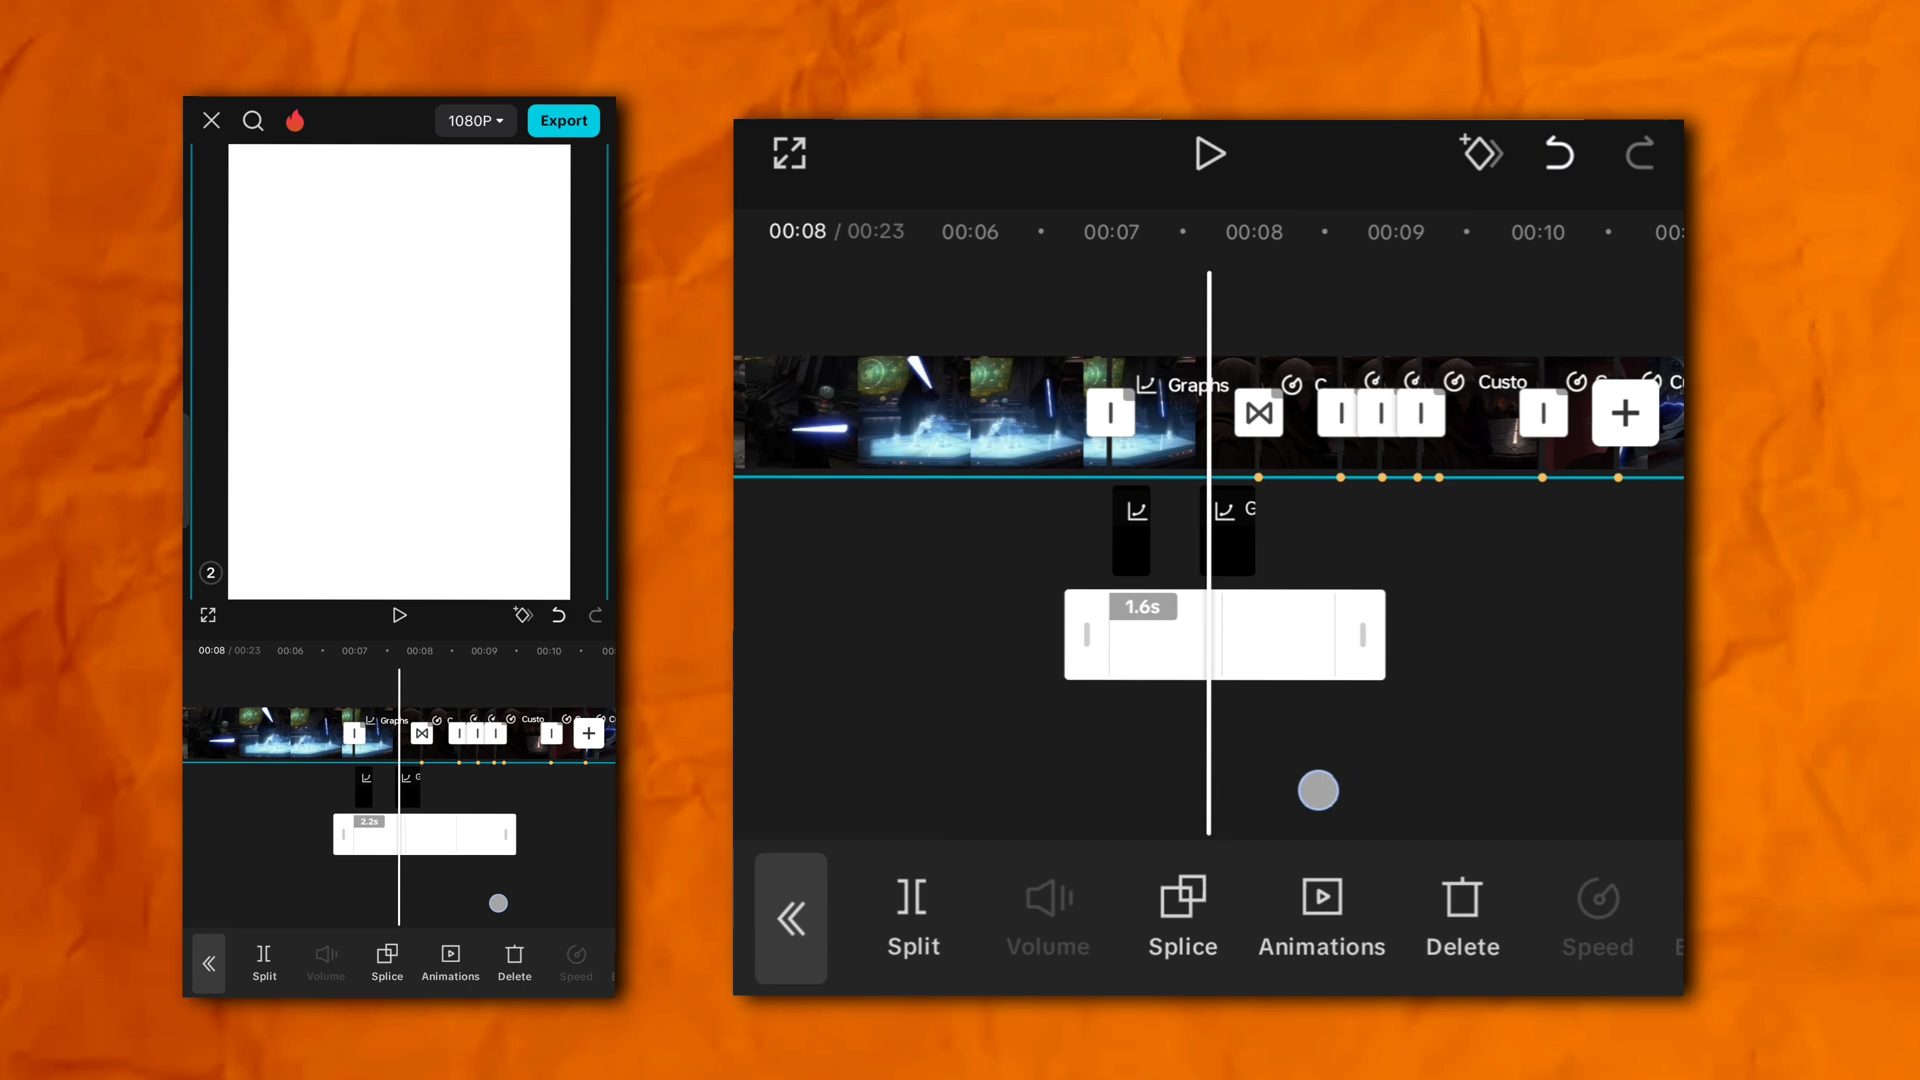 1080P
Export
2
00:08 / 00:23
00:06
00:07
00:08
00:09
00:10
00:
Graphs
C
Custo
G
2.2s
Split
Volume
Splice
Animations
Delete
Speed
00:08 / 00:23
00:06
00:07
00:08
00:09
00:10
00:
Graphs
C
Custo
C
G
1.6s
Split
Volume
Splice
Animations
Delete
Speed